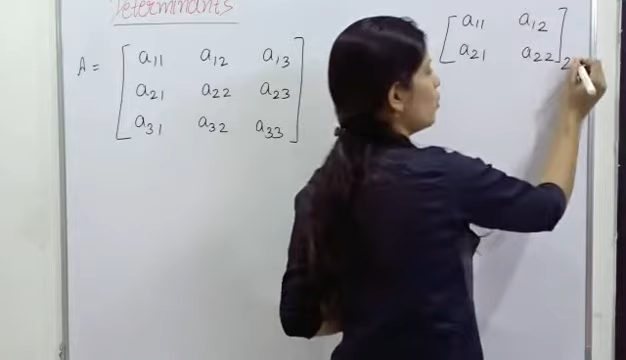 Determinants
A = [ a11 a12 a13
a21 a22 a23
a31 a32 a33 ]
[ a11 a12
a21 a22 ] 2